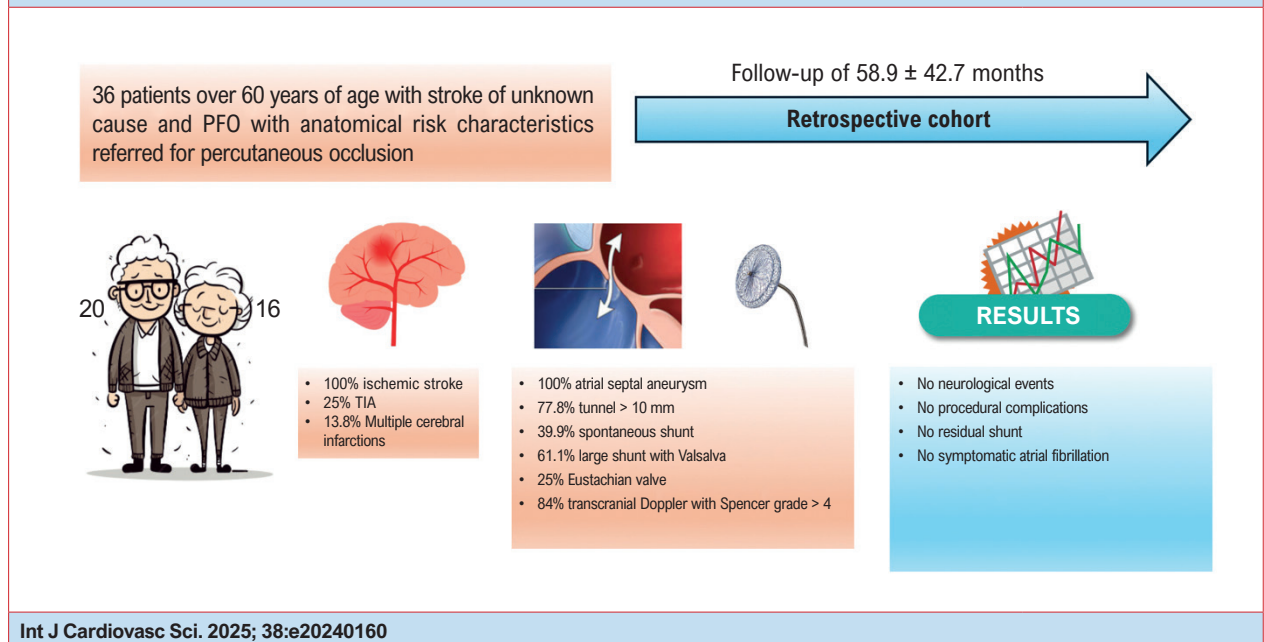 36 patients over 60 years of age with stroke of unknown
cause and PFO with anatomical risk characteristics
referred for percutaneous occlusion
Follow-up of 58.9 ± 42.7 months
Retrospective cohort
20
16
RESULTS
• 100% ischemic stroke
• 25% TIA
• 13.8% Multiple cerebral
infarctions
• 100% atrial septal aneurysm
• 77.8% tunnel > 10 mm
• 39.9% spontaneous shunt
• 61.1% large shunt with Valsalva
• 25% Eustachian valve
• 84% transcranial Doppler with Spencer grade > 4
• No neurological events
• No procedural complications
• No residual shunt
• No symptomatic atrial fibrillation
Int J Cardiovasc Sci. 2025; 38:e20240160